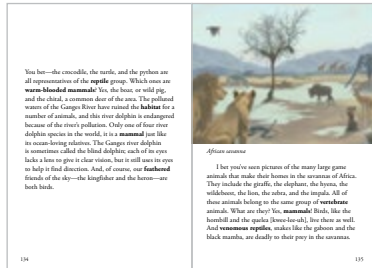 You bet—the crocodile, the turtle, and the python are
all representatives of the reptile group. Which ones are
warm-blooded mammals? Yes, the boar, or wild pig,
and the chital, a common deer of the area. The polluted
waters of the Ganges River have ruined the habitat for a
number of animals, and this river dolphin is endangered
because of the river's pollution. Only one of four river
dolphin species in the world, it is a mammal just like
its ocean-loving relatives. The Ganges river dolphin
is sometimes called the blind dolphin; each of its eyes
lacks a lens to give it clear vision, but it still uses its eyes
to help it find direction. And, of course, our feathered
friends of the sky—the kingfisher and the heron—are
both birds.
134
African savanna
I bet you've seen pictures of the many large game
animals that make their homes in the savannas of Africa.
They include the giraffe, the elephant, the hyena, the
wildebeest, the lion, the zebra, and the impala. All of
these animals belong to the same group of vertebrate
animals. What are they? Yes, mammals! Birds, like the
hornbill and the quelea [kwee-lee-uh], live there as well.
And venomous reptiles, snakes like the gaboon and the
black mamba, are deadly to their prey in the savannas.
135